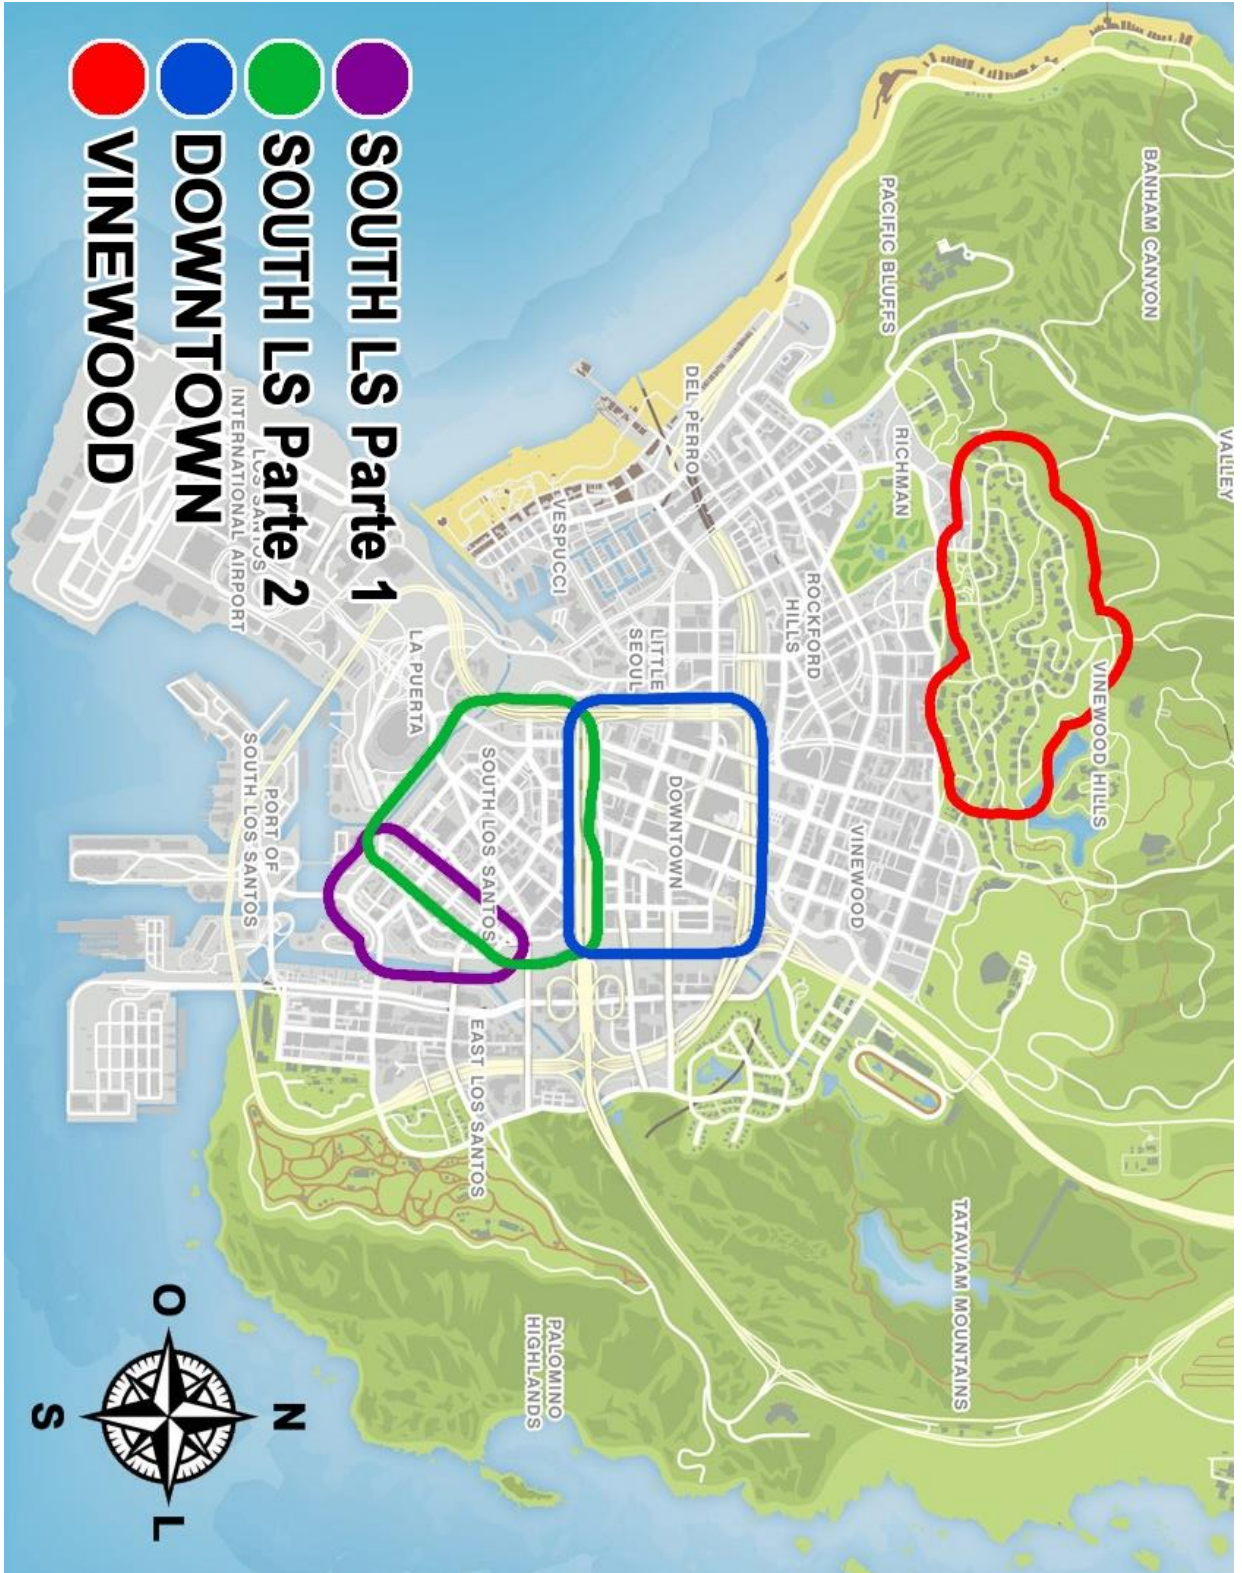 SOUTH LS Parte 1
SOUTH LS Parte 2
DOWNTOWN
VINEWOOD
VALLEY
BANHAM CANYON
PACIFIC BLUFFS
RICHMAN
VINEWOOD HILLS
DEL PERRO
ROCKFORD
HILLS
VESPUCCI
LITTLE
SEOUL
VINEWOOD
DOWNTOWN
LOS SANTOS
INTERNATIONAL AIRPORT
LA PUERTA
SOUTH LOS SANTOS
PORT OF
SOUTH LOS SANTOS
EAST LOS SANTOS
TATAVIAM MOUNTAINS
PALOMINO
HIGHLANDS
N
O
L
S